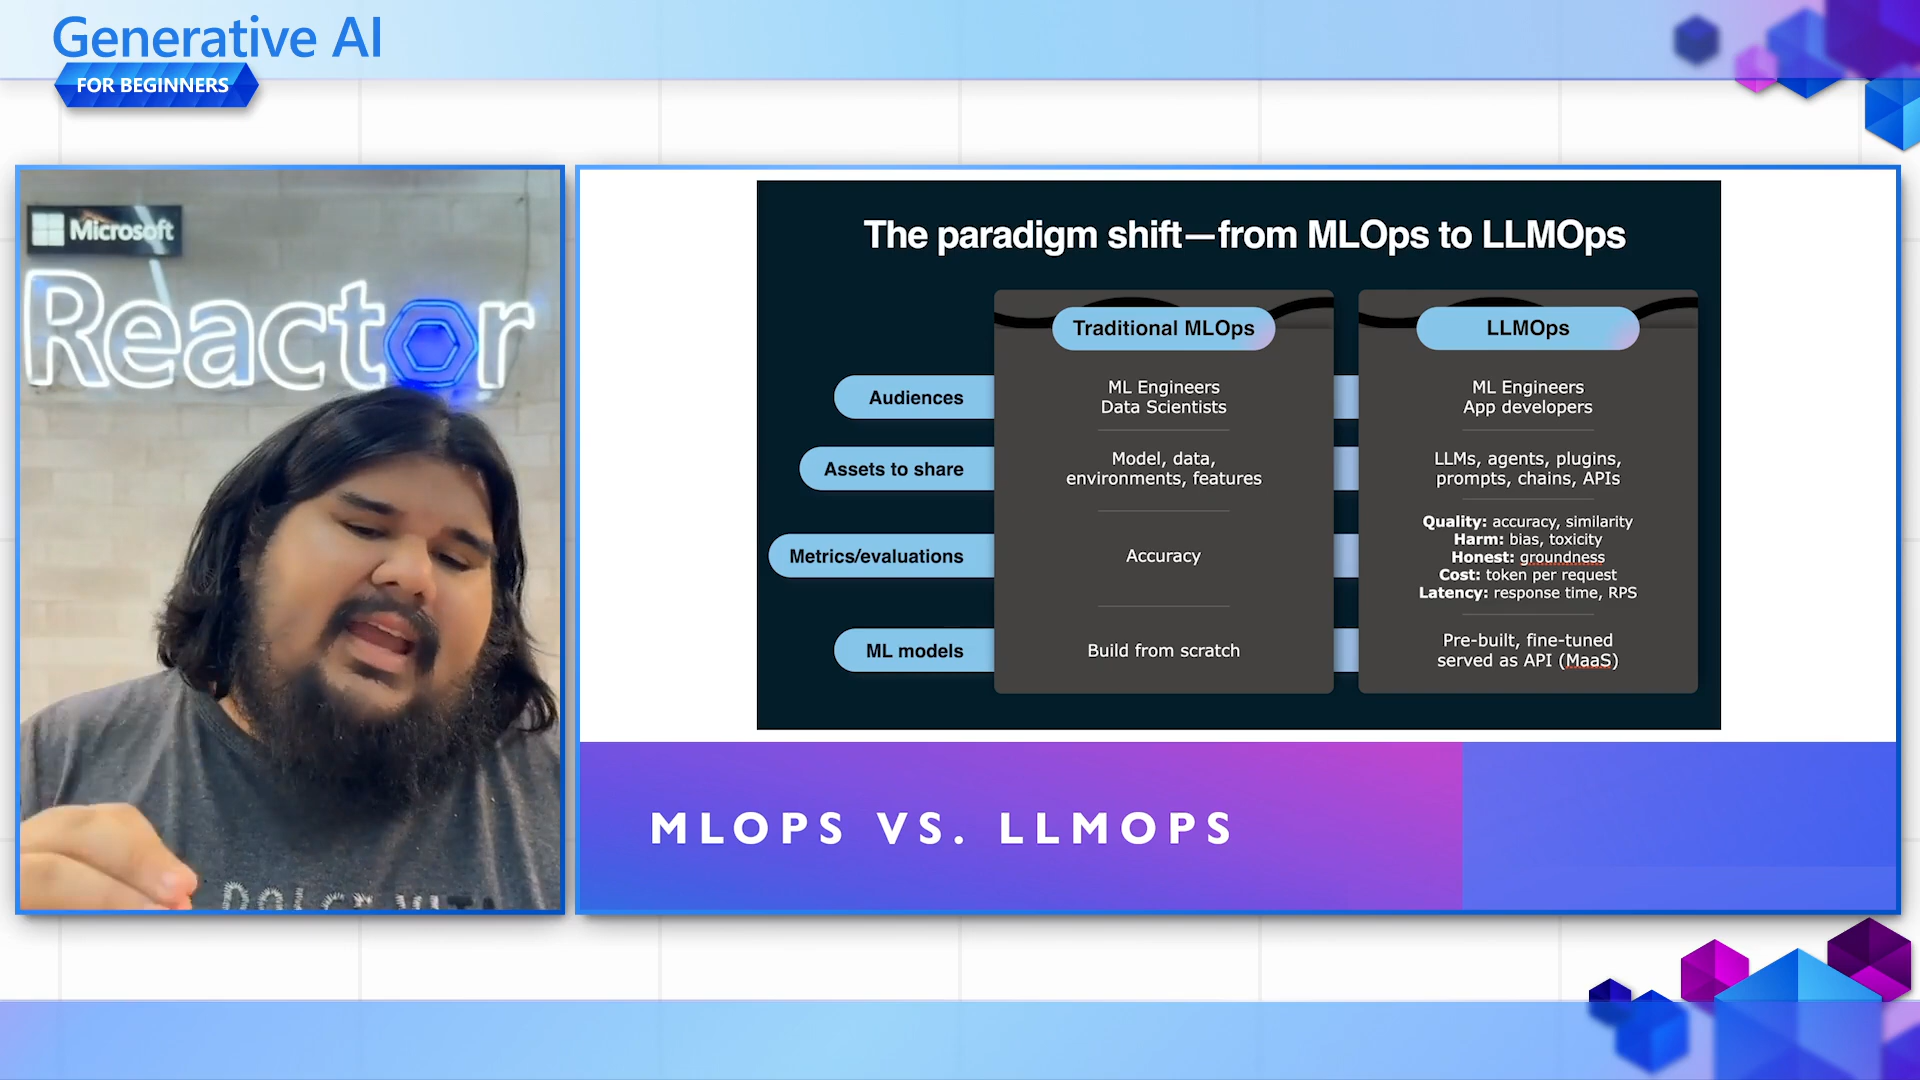 Generative AI
FOR BEGINNERS
Microsoft
Reactor
The paradigm shift—from MLOps to LLMOps
Traditional MLOps
LLMOps
Audiences
ML Engineers
Data Scientists
ML Engineers
App developers
Assets to share
Model, data,
environments, features
LLMs, agents, plugins,
prompts, chains, APIs
Metrics/evaluations
Accuracy
Quality: accuracy, similarity
Harm: bias, toxicity
Honest: groundness
Cost: token per request
Latency: response time, RPS
ML models
Build from scratch
Pre-built, fine-tuned
served as API (MaaS)
MLOPS VS. LLMOPS